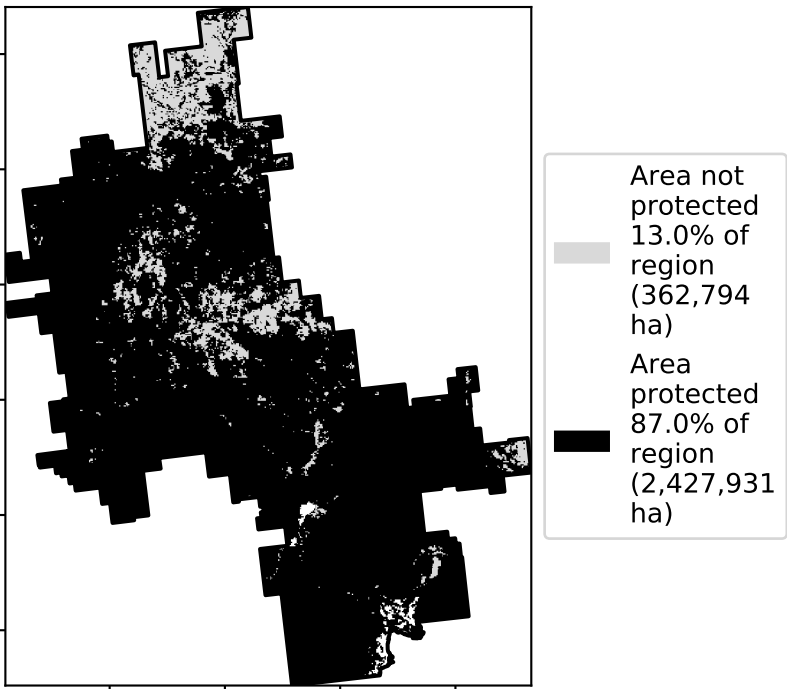 Area not
protected
13.0% of
region
(362,794
ha)
Area
protected
87.0% of
region
(2,427,931
ha)